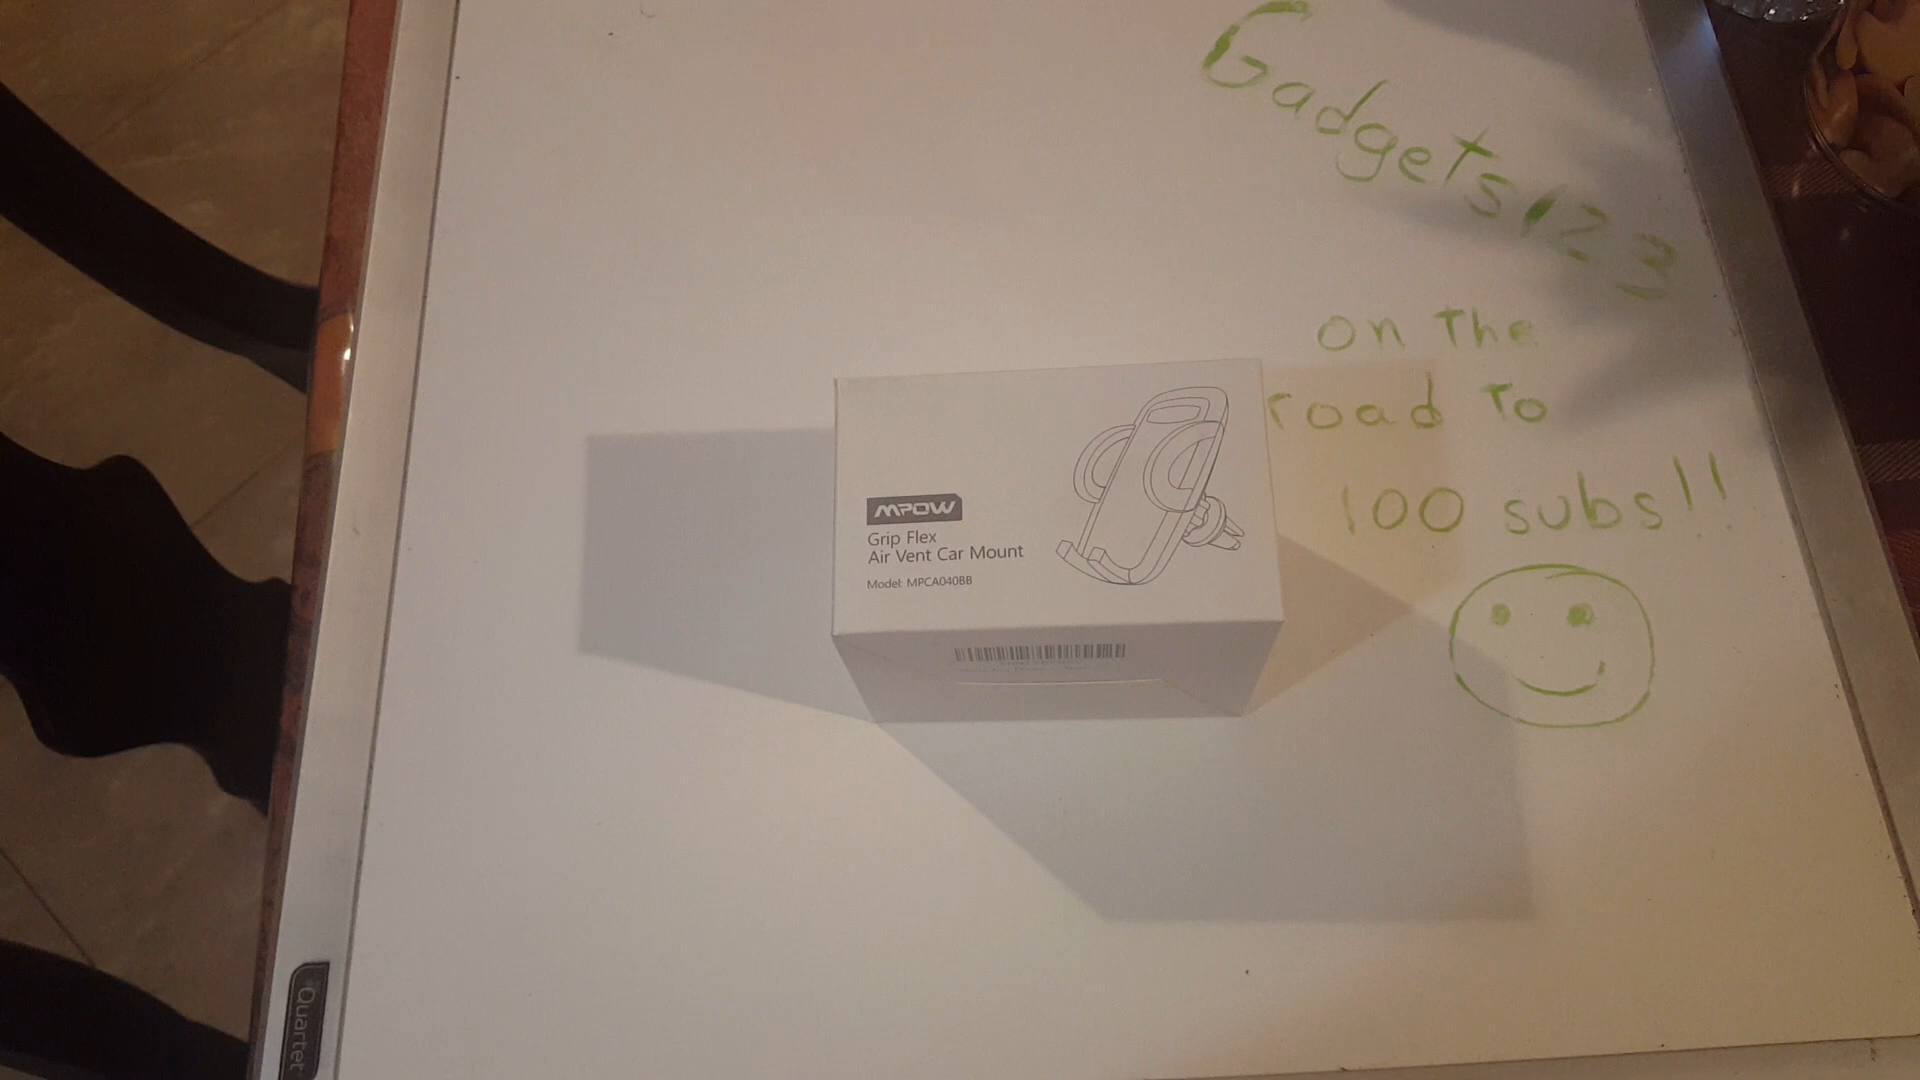 Gadgets123
on The
road To
100 subs!!
MPOW
Grip Flex
Air Vent Car Mount
Model: MPCA040BB
Quartet